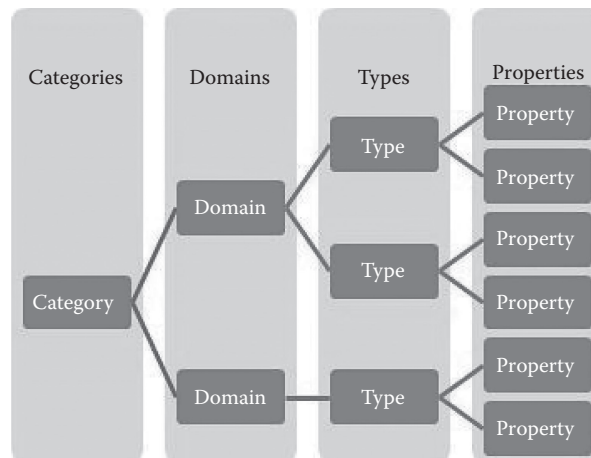 Categories
Domains
Types
Properties
Property
Type
Property
Domain
Property
Type
Category
Property
Property
Domain
Type
Property